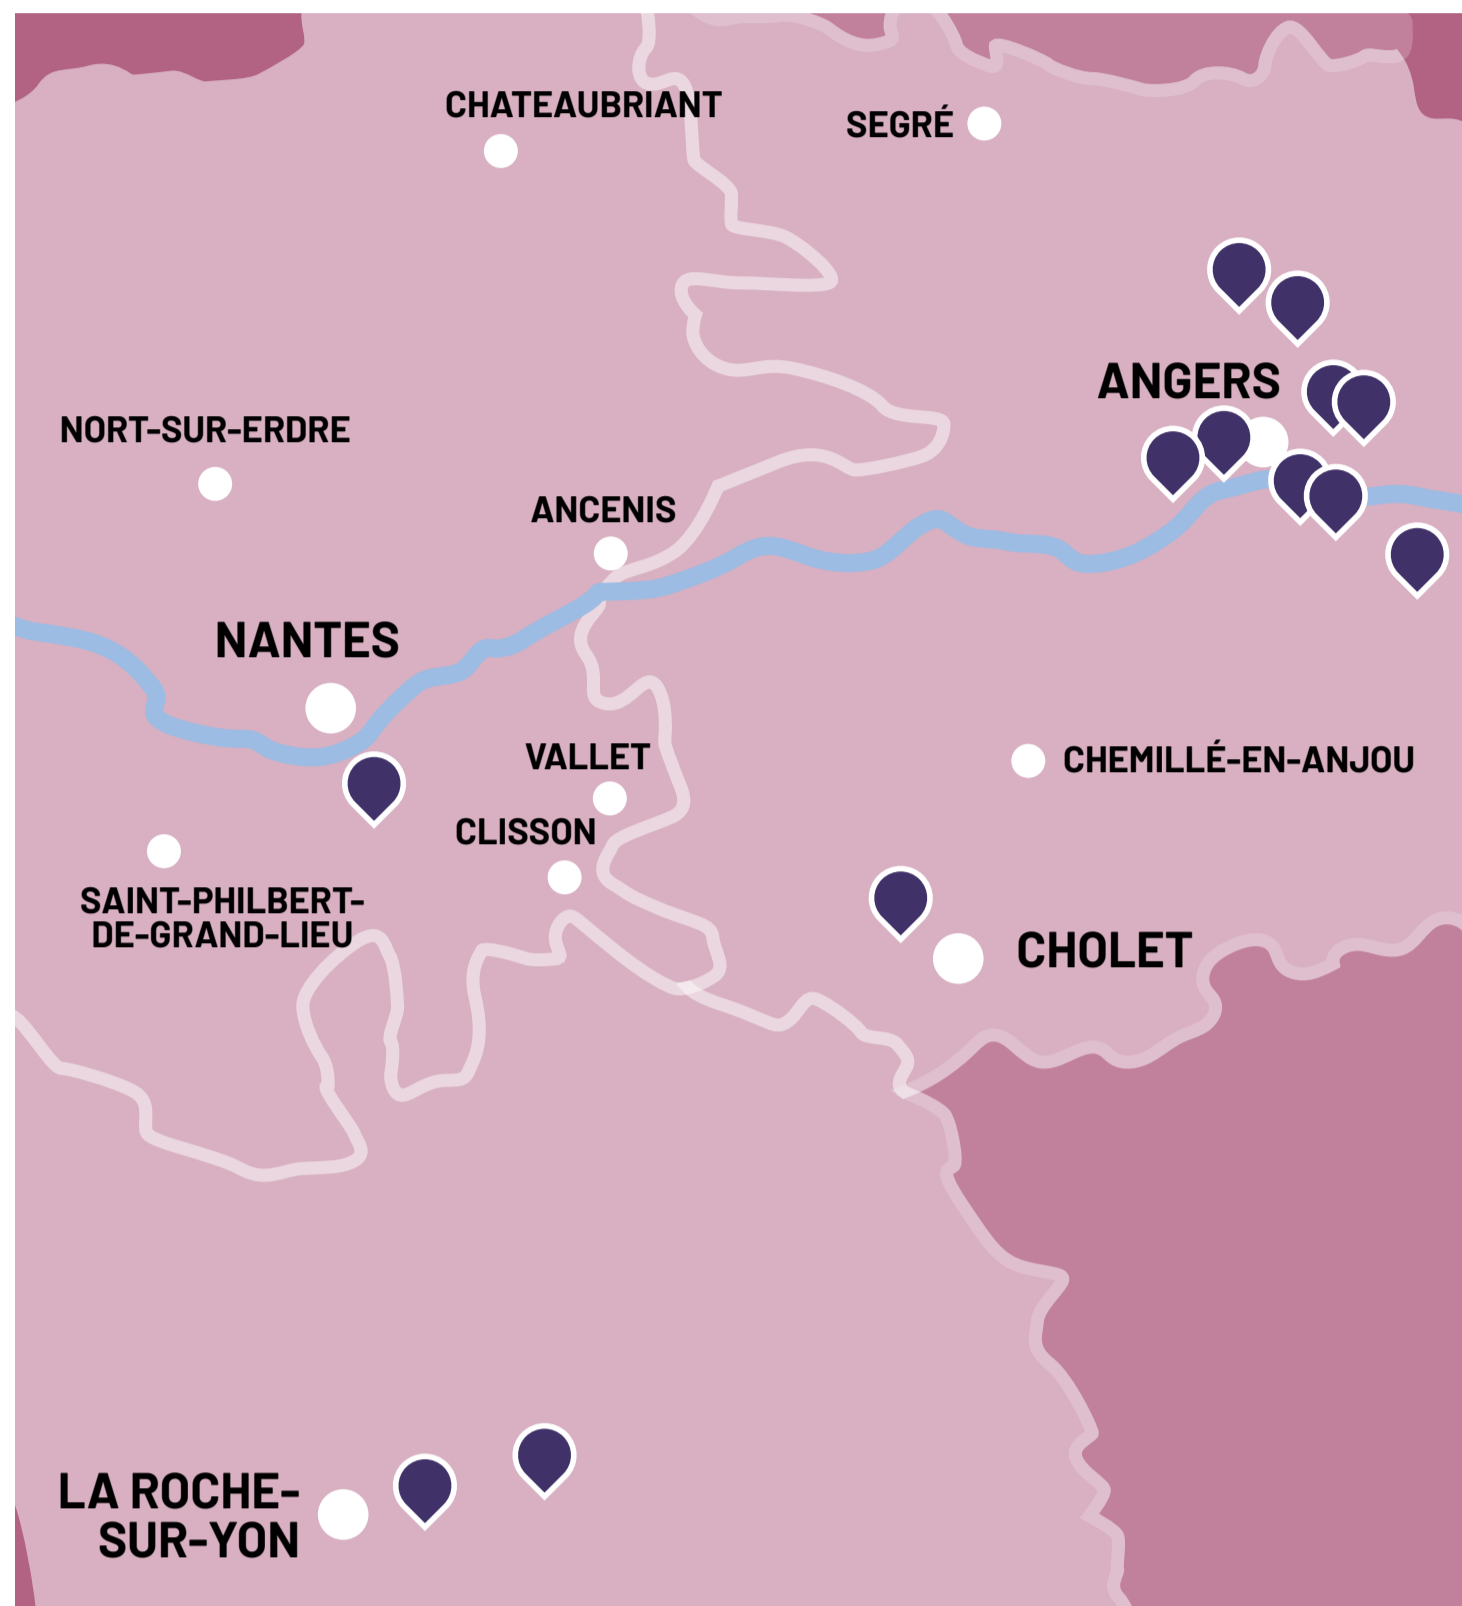 CHATEAUBRIANT
SEGRÉ
ANGERS
NORT-SUR-ERDRE
ANCENIS
NANTES
VALLET
CHEMILLÉ-EN-ANJOU
CLISSON
SAINT-PHILBERT-
DE-GRAND-LIEU
CHOLET
LA ROCHE-
SUR-YON